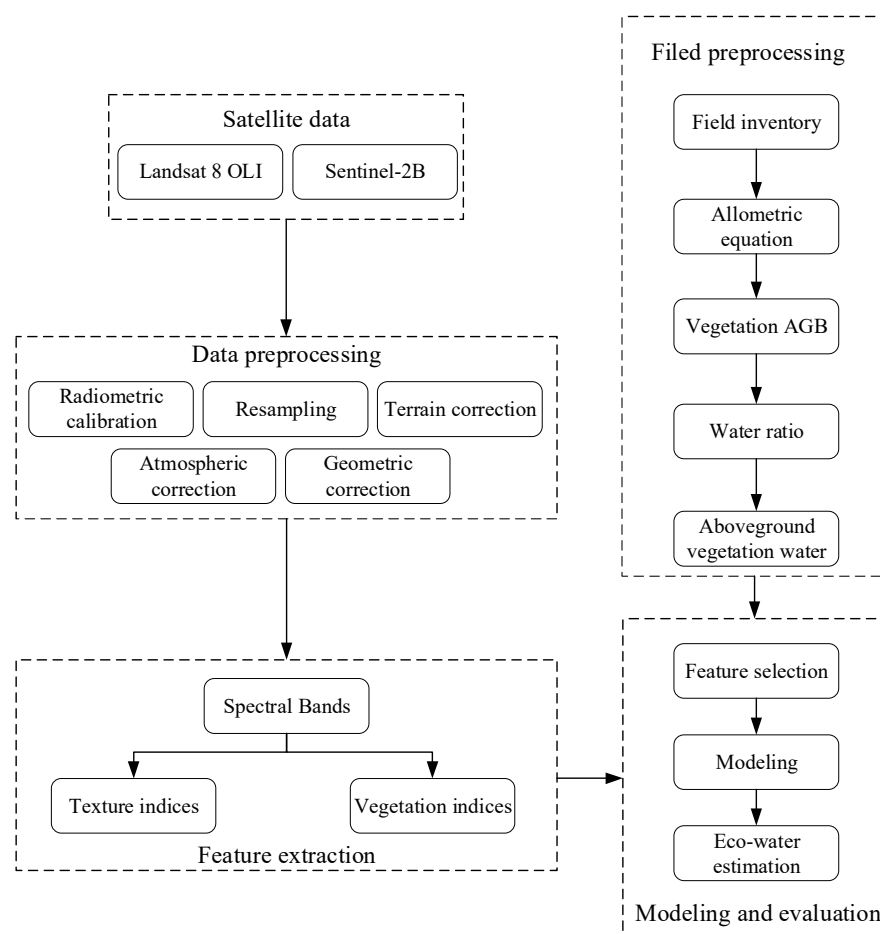 Satellite data
Landsat 8 OLI
Sentinel-2B
Data preprocessing
Radiometric
calibration
Resampling
Terrain correction
Atmospheric
correction
Geometric
correction
Spectral Bands
Texture indices
Vegetation indices
Feature extraction
Filed preprocessing
Field inventory
Allometric
equation
Vegetation AGB
Water ratio
Aboveground
vegetation water
Feature selection
Modeling
Eco-water
estimation
Modeling and evaluation